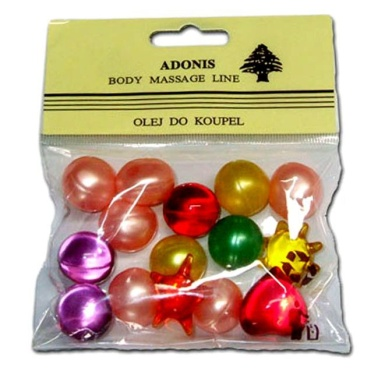 ADONIS
BODY MASSAGE LINE
OLEJ DO KOUPEL